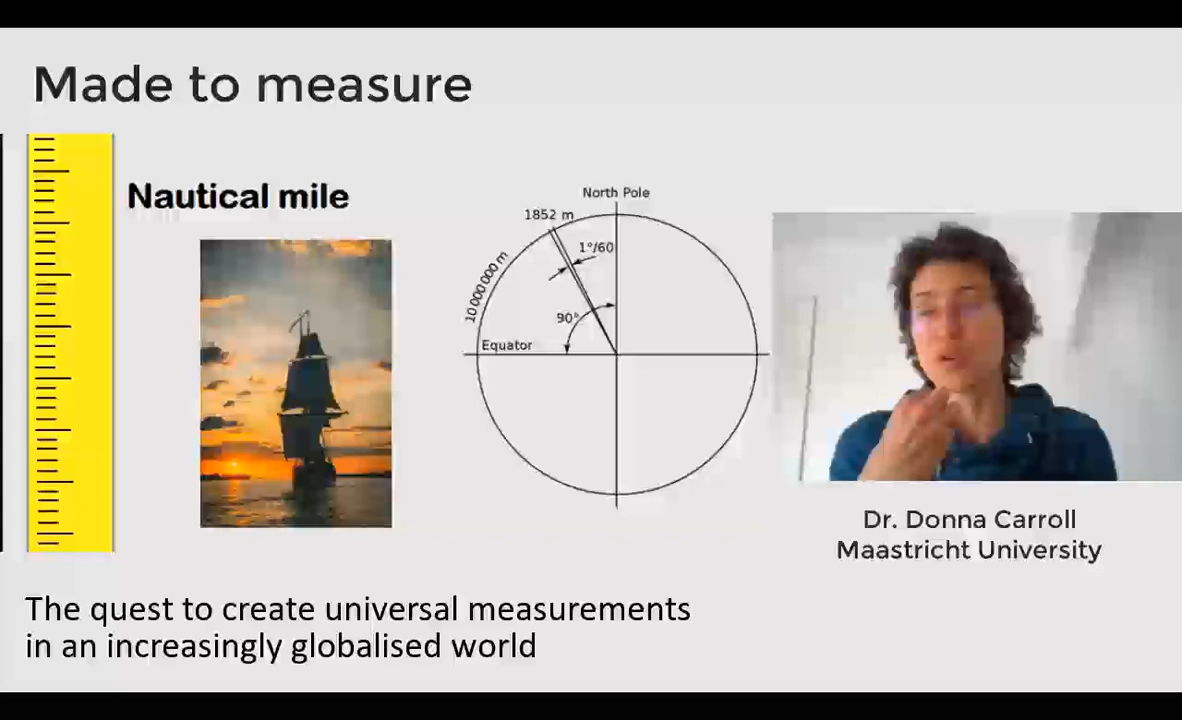 Made to measure
Nautical mile
North Pole
1852 m
1°/60
10 000 000 m
90°
Equator
Dr. Donna Carroll
Maastricht University
The quest to create universal measurements
in an increasingly globalised world